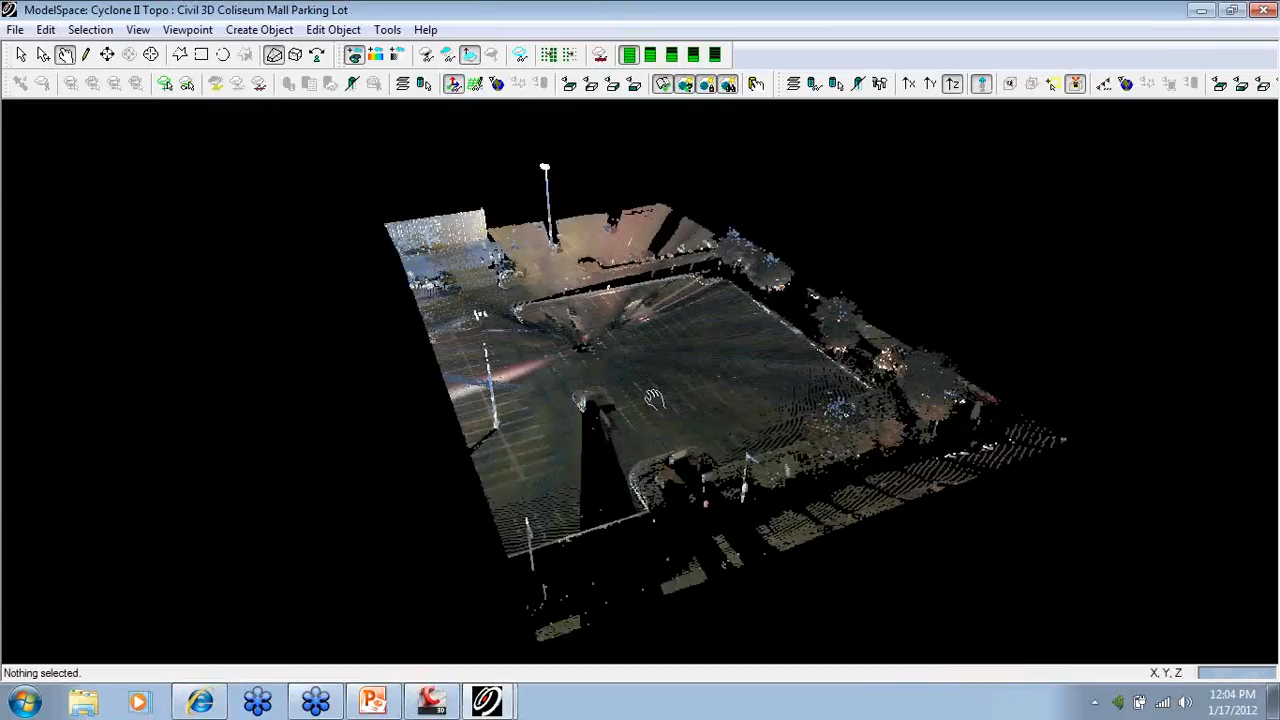 ModelSpace: Cyclone II Topo : Civil 3D Coliseum Mall Parking Lot
File Edit Selection View Viewpoint Create Object Edit Object Tools Help
Nothing selected.
X, Y, Z
12:04 PM
1/17/2012